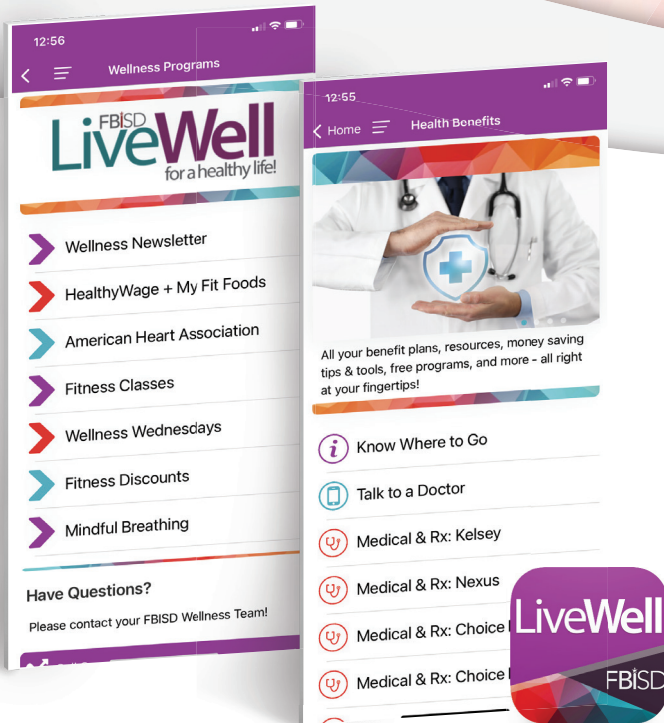 12:56
Wellness Programs
FBISD
LiveWell
for a healthy life!
Wellness Newsletter
HealthyWage + My Fit Foods
American Heart Association
Fitness Classes
Wellness Wednesdays
Fitness Discounts
Mindful Breathing
Have Questions?
Please contact your FBISD Wellness Team!
12:55
Home
Health Benefits
All your benefit plans, resources, money saving
tips & tools, free programs, and more - all right
at your fingertips!
Know Where to Go
Talk to a Doctor
Medical & Rx: Kelsey
Medical & Rx: Nexus
Medical & Rx: Choice
Medical & Rx: Choice
LiveWell
FBISD